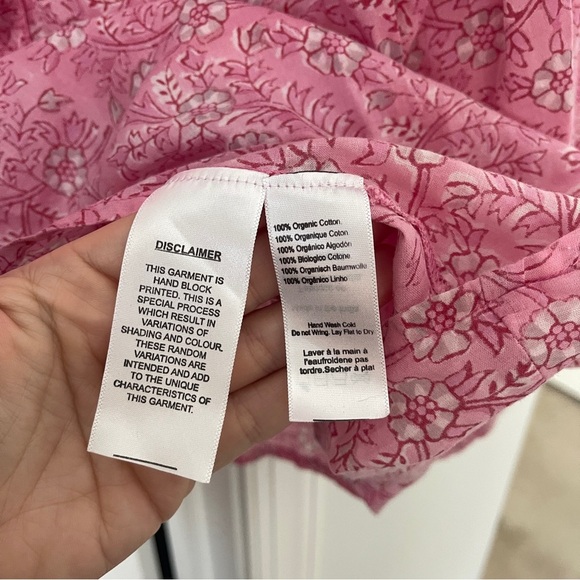 DISCLAIMER
THIS GARMENT IS
HAND BLOCK
PRINTED. THIS IS A
SPECIAL PROCESS
WHICH RESULT IN
VARIATIONS OF
SHADING AND COLOUR.
THESE RANDOM
VARIATIONS ARE
INTENDED AND ADD
TO THE UNIQUE
CHARACTERISTICS OF
THIS GARMENT.
100% Organic Cotton
100% Organique Coton
100% Orgánico Algodón
100% Biologico Colone
100% Organisch Baumwolle
100% Orgânico Linho
Hand Wash Cold
Do not Wring. Lay Flat to Dry.
Laver à la main à
l'eaufroidene pas
tordre.Secher à plat